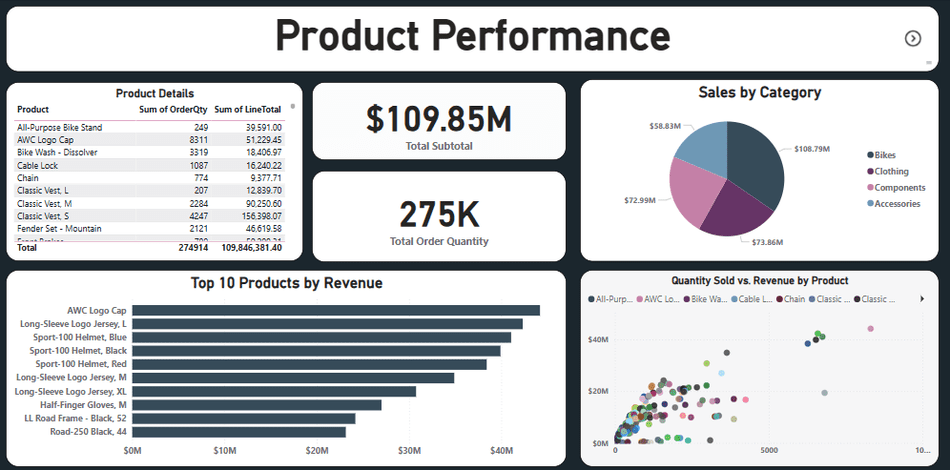 Product Performance
Product Details
Product Sum of OrderQty Sum of LineTotal
All-Purpose Bike Stand 249 39,591.00
AWC Logo Cap 8311 51,229.45
Bike Wash - Dissolver 3319 18,406.97
Cable Lock 1087 16,240.22
Chain 774 9,377.71
Classic Vest, L 207 12,839.70
Classic Vest, M 2284 90,250.60
Classic Vest, S 4247 156,398.07
Fender Set - Mountain 2121 46,619.58
Total 274914 109,846,381.40
$109.85M
Total Subtotal
275K
Total Order Quantity
Sales by Category
$58.83M
$108.79M
$72.99M
$73.86M
Bikes
Clothing
Components
Accessories
Top 10 Products by Revenue
AWC Logo Cap
Long-Sleeve Logo Jersey, L
Sport-100 Helmet, Blue
Sport-100 Helmet, Black
Sport-100 Helmet, Red
Long-Sleeve Logo Jersey, M
Long-Sleeve Logo Jersey, XL
Half-Finger Gloves, M
LL Road Frame - Black, 52
Road-250 Black, 44
$0M $10M $20M $30M $40M
Quantity Sold vs. Revenue by Product
All-Purp... AWC Lo... Bike Wa... Cable L... Chain Classic ... Classic ...
$40M
$20M
$0M
0 5000 10...